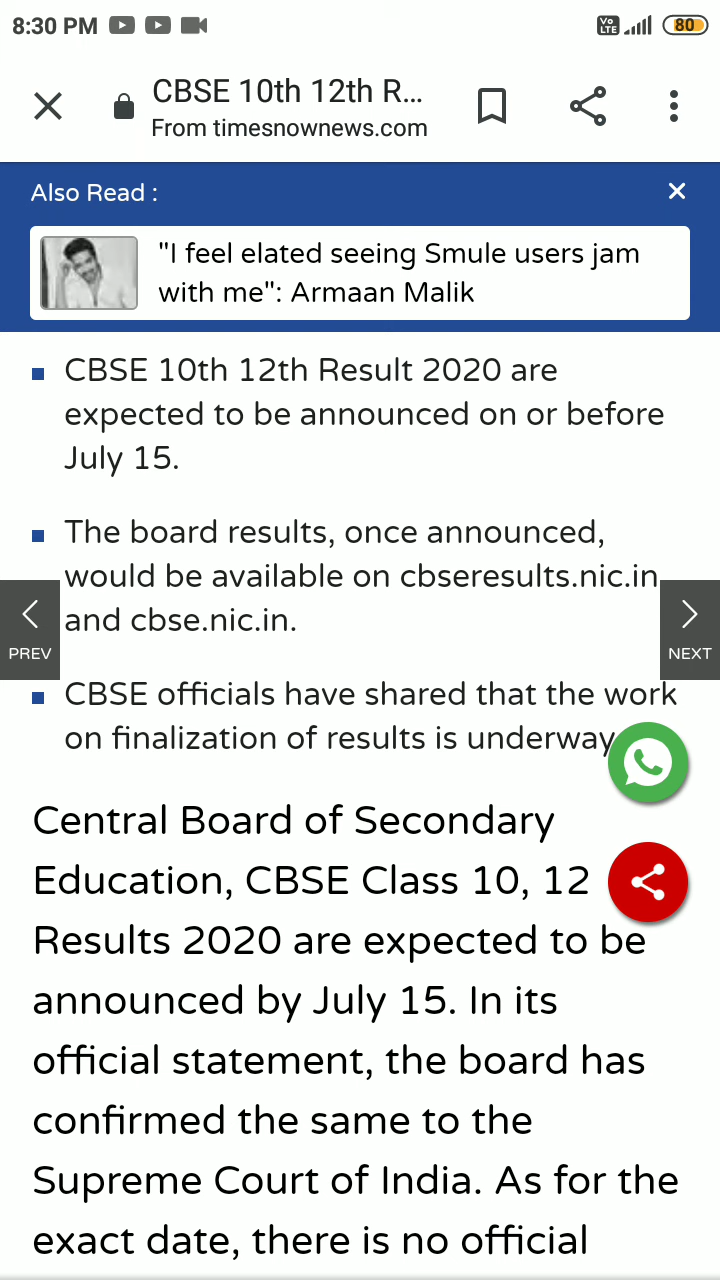 8:30 PM
Vo LTE
80
CBSE 10th 12th R...
From timesnownews.com
Also Read :
"I feel elated seeing Smule users jam
with me": Armaan Malik
CBSE 10th 12th Result 2020 are
expected to be announced on or before
July 15.
The board results, once announced,
would be available on cbseresults.nic.in
and cbse.nic.in.
PREV
NEXT
CBSE officials have shared that the work
on finalization of results is underway
Central Board of Secondary
Education, CBSE Class 10, 12
Results 2020 are expected to be
announced by July 15. In its
official statement, the board has
confirmed the same to the
Supreme Court of India. As for the
exact date, there is no official